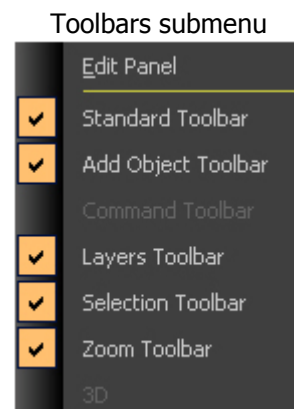 Toolbars submenu
Edit Panel
Standard Toolbar
Add Object Toolbar
Command Toolbar
Layers Toolbar
Selection Toolbar
Zoom Toolbar
3D